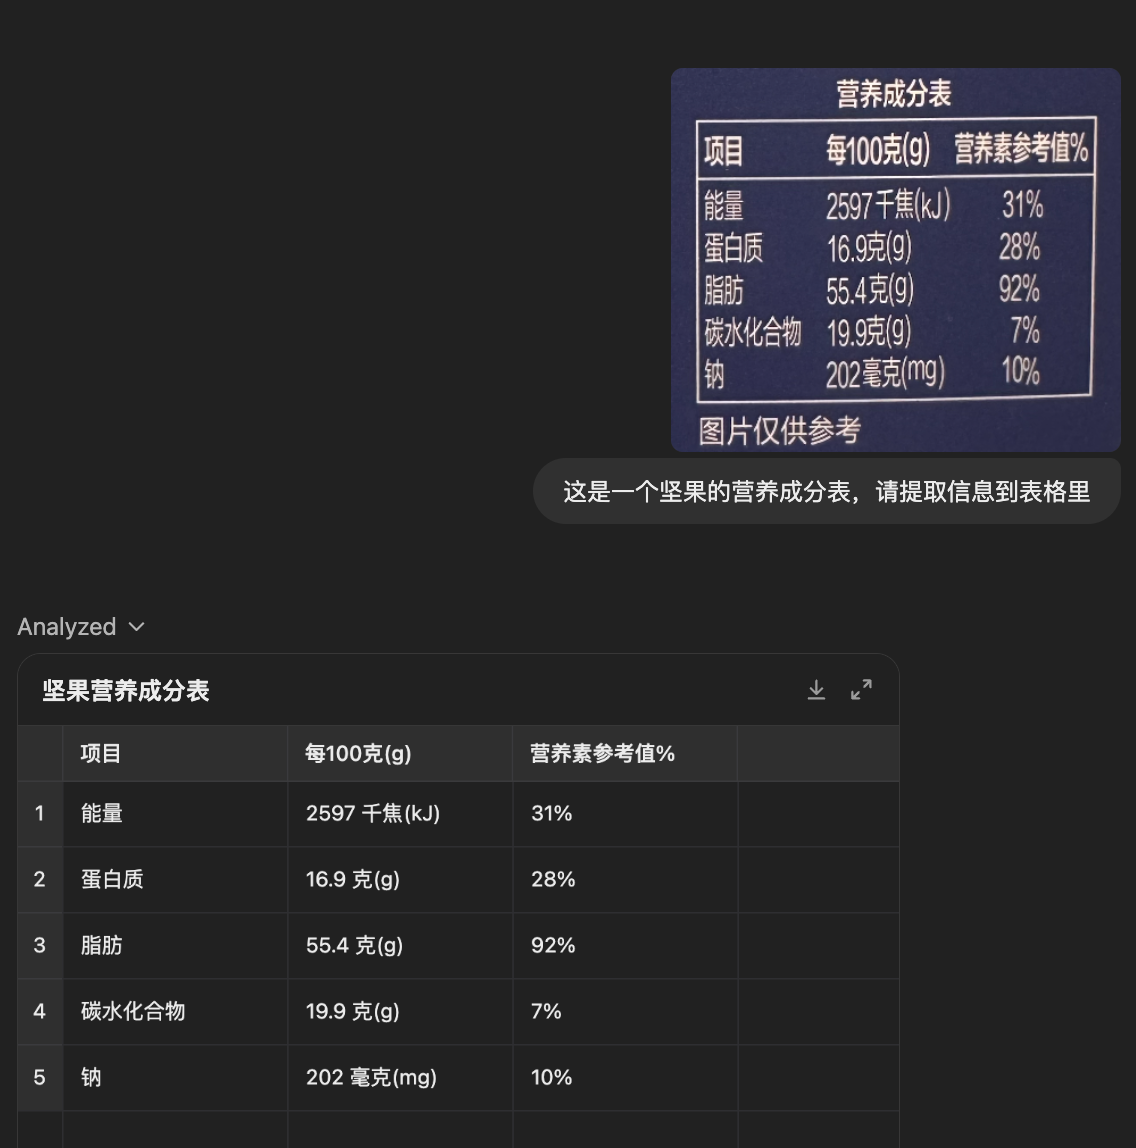 营养成分表
项目 每100克(g) 营养素参考值%
能量 2597千焦(kJ) 31%
蛋白质 16.9克(g) 28%
脂肪 55.4克(g) 92%
碳水化合物 19.9克(g) 7%
钠 202毫克(mg) 10%
图片仅供参考
这是一个坚果的营养成分表，请提取信息到表格里
Analyzed
坚果营养成分表
项目 每100克(g) 营养素参考值%
1 能量 2597 千焦(kJ) 31%
2 蛋白质 16.9 克(g) 28%
3 脂肪 55.4 克(g) 92%
4 碳水化合物 19.9 克(g) 7%
5 钠 202 毫克(mg) 10%